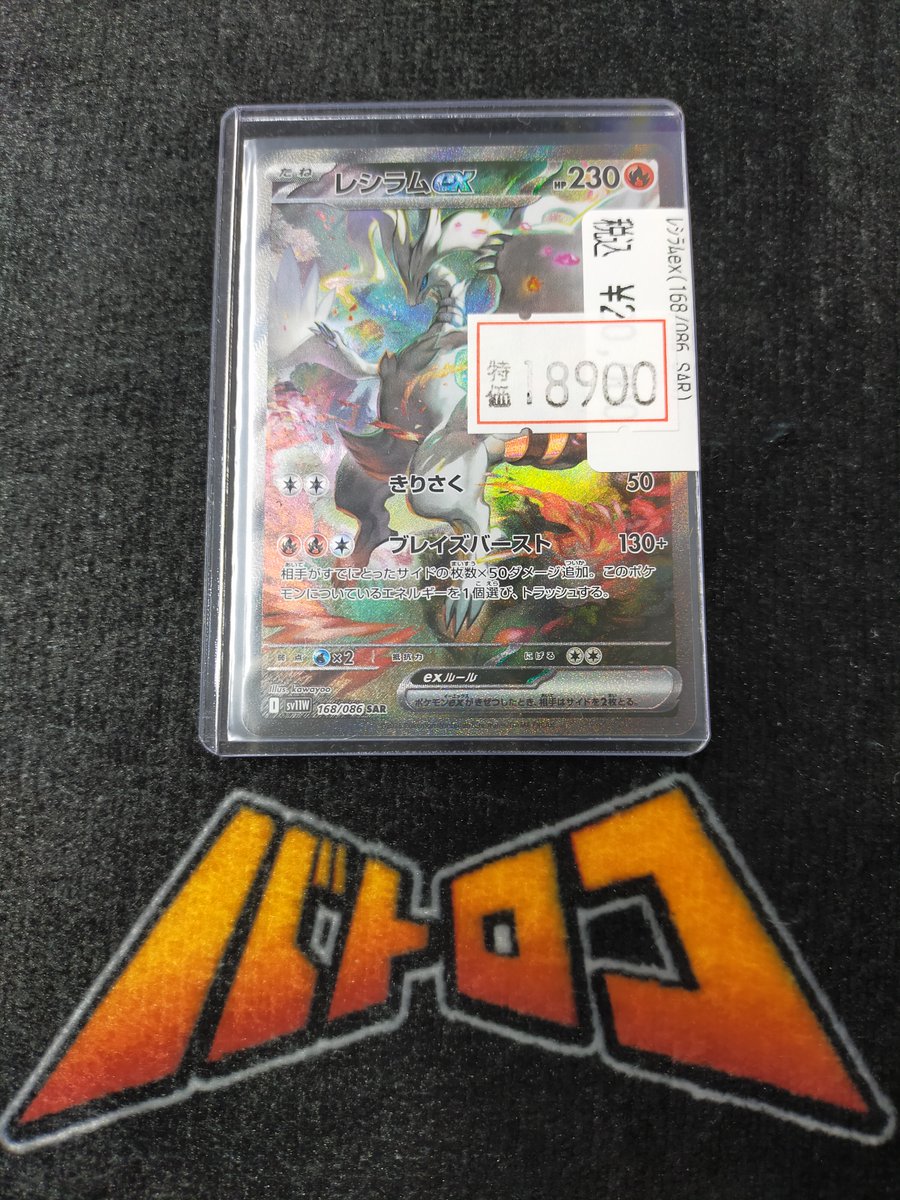 たね
レシラムex
HP 230
レシラムex(168/086 SAR)
税込
特価 18900
きりさく 50
ブレイズバースト 130+
相手がすでにとったサイドの枚数×50ダメージ追加。このポケ
モンについているエネルギーを1個選び、トラッシュする。
弱点 ×2 抵抗力 にげる
exルール
ポケモンexがきぜつしたとき、相手はサイドを2枚とる。
Illus. kawayoo
I sv11W 168/086 SAR
バトロコ